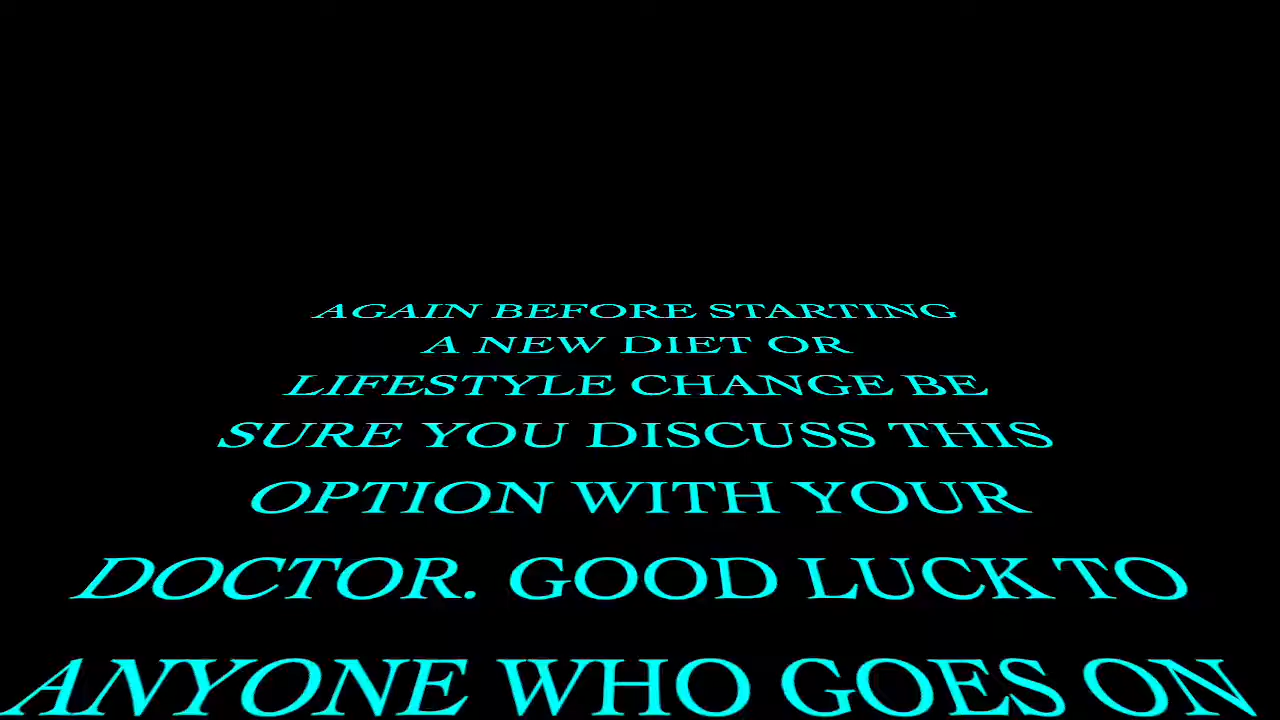 AGAIN BEFORE STARTING
A NEW DIET OR
LIFESTYLE CHANGE BE
SURE YOU DISCUSS THIS
OPTION WITH YOUR
DOCTOR. GOOD LUCK TO
ANYONE WHO GOES ON